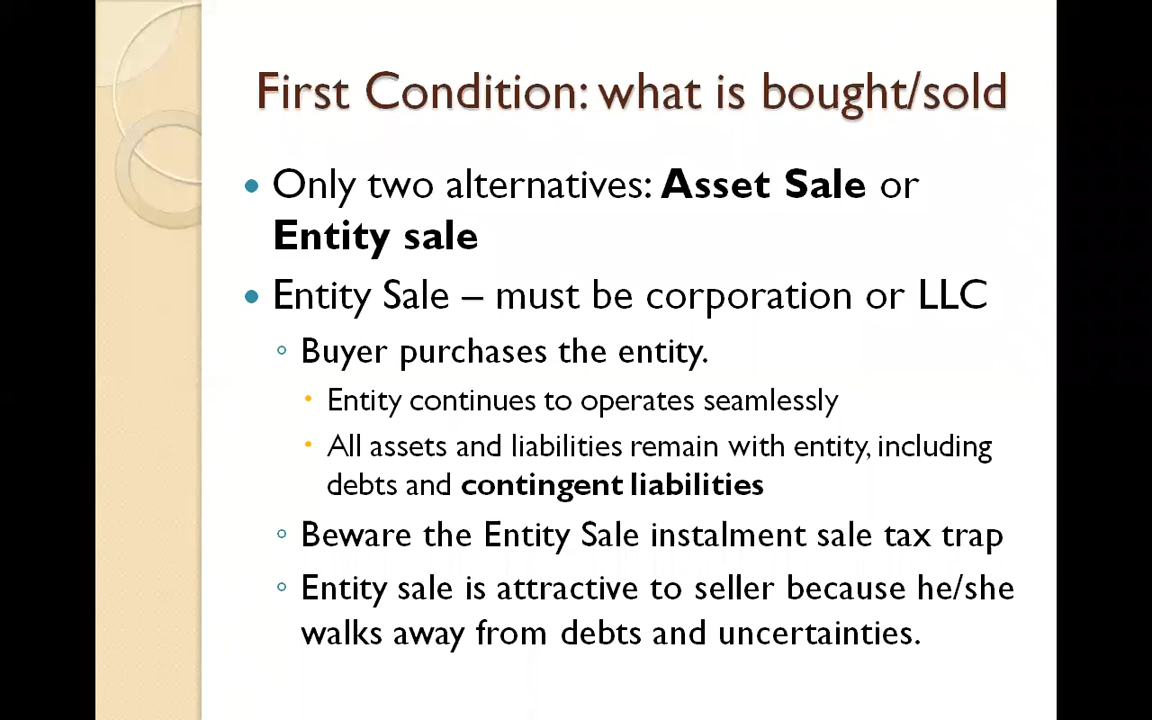 First Condition: what is bought/sold
• Only two alternatives: Asset Sale or
Entity sale
• Entity Sale – must be corporation or LLC
◦ Buyer purchases the entity.
• Entity continues to operates seamlessly
• All assets and liabilities remain with entity, including
debts and contingent liabilities
◦ Beware the Entity Sale instalment sale tax trap
◦ Entity sale is attractive to seller because he/she
walks away from debts and uncertainties.